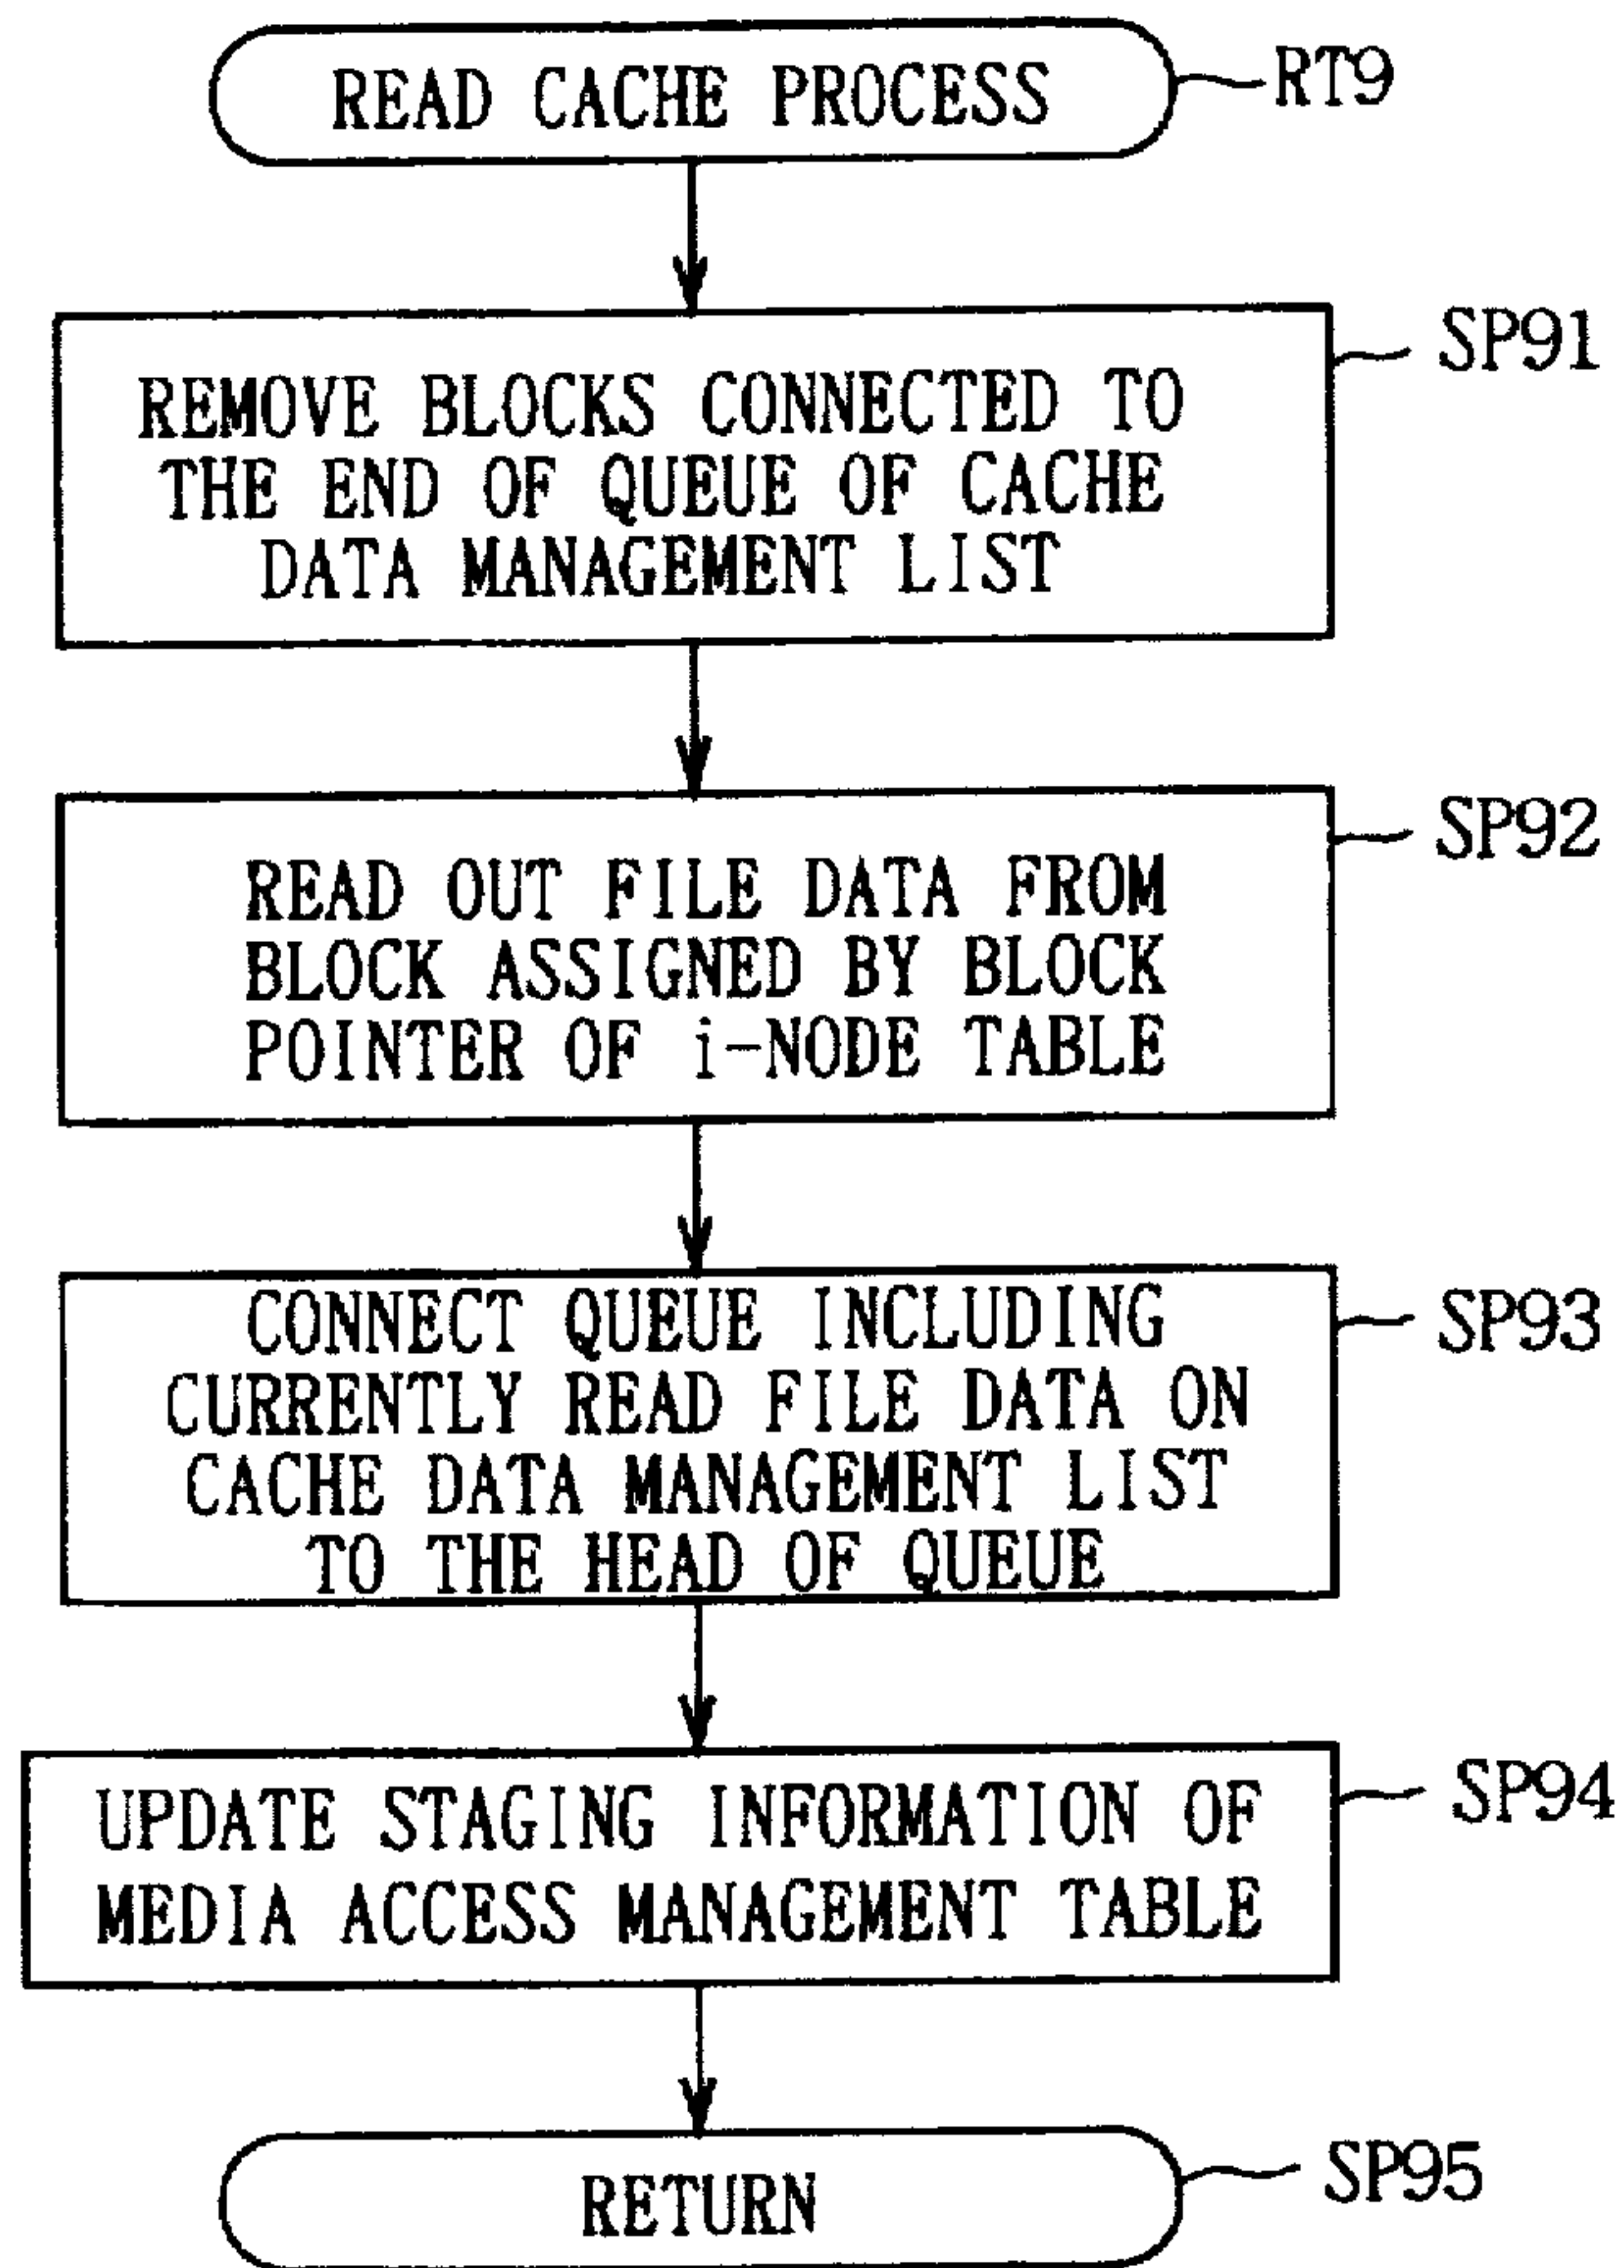 READ CACHE PROCESS
RT9
REMOVE BLOCKS CONNECTED TO
THE END OF QUEUE OF CACHE
DATA MANAGEMENT LIST
SP91
READ OUT FILE DATA FROM
BLOCK ASSIGNED BY BLOCK
POINTER OF i-NODE TABLE
SP92
CONNECT QUEUE INCLUDING
CURRENTLY READ FILE DATA ON
CACHE DATA MANAGEMENT LIST
TO THE HEAD OF QUEUE
SP93
UPDATE STAGING INFORMATION OF
MEDIA ACCESS MANAGEMENT TABLE
SP94
RETURN
SP95